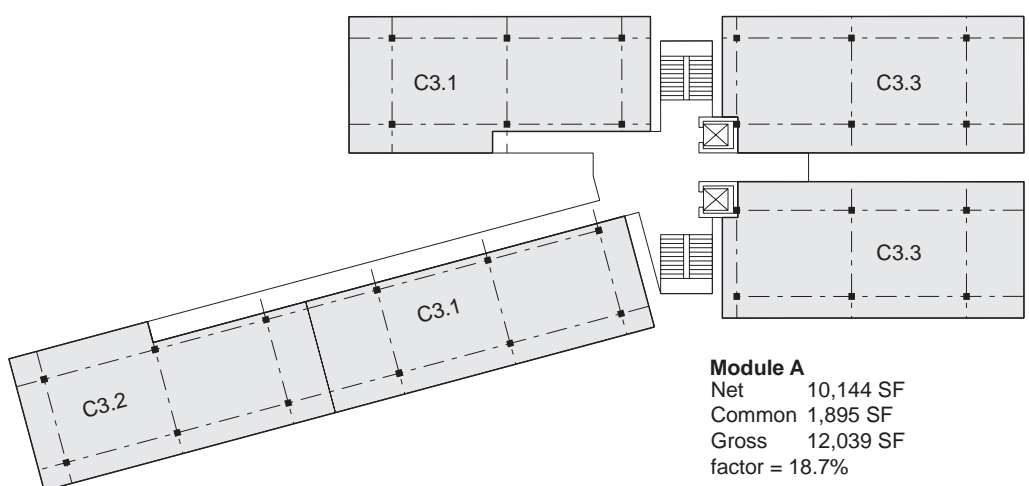 C3.1
C3.3
C3.3
C3.1
C3.2
Module A
Net 10,144 SF
Common 1,895 SF
Gross 12,039 SF
factor = 18.7%